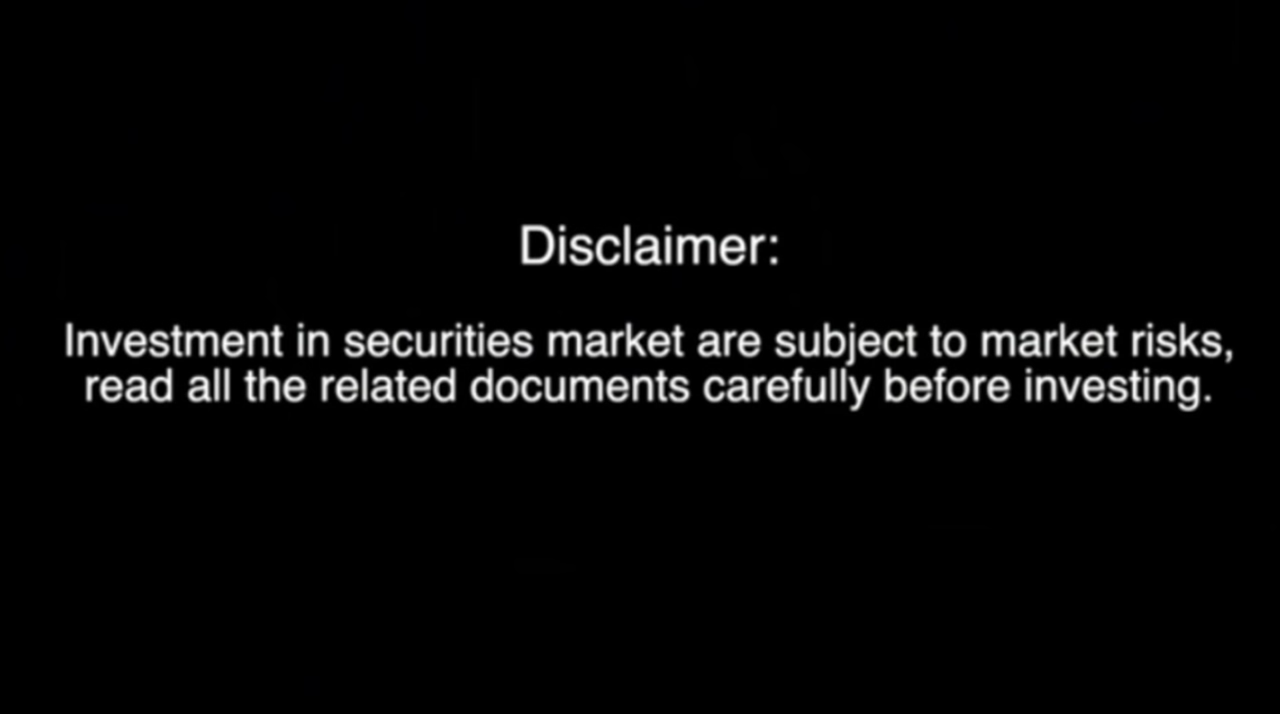 Disclaimer:
Investment in securities market are subject to market risks,
read all the related documents carefully before investing.